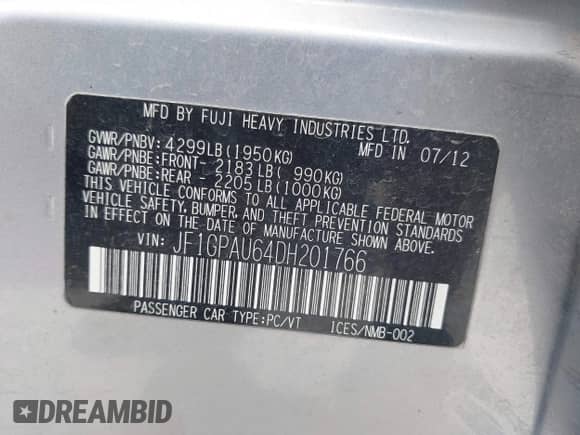 MFD BY FUJI HEAVY INDUSTRIES LTD.
GVWR/PNBV: 4299LB(1950KG) MFD IN 07/12
GAWR/PNBE:FRONT- 2183LB( 990KG)
GAWR/PNBE:REAR - 2205LB(1000KG)
THIS VEHICLE CONFORMS TO ALL APPLICABLE FEDERAL MOTOR
VEHICLE SAFETY, BUMPER, AND THEFT PREVENTION STANDARDS
IN EFFECT ON THE DATE OF MANUFACTURE SHOWN ABOVE.
VIN: JF1GPAU64DH201766
PASSENGER CAR TYPE:PC/VT ICES/NMB-002
DREAMBID